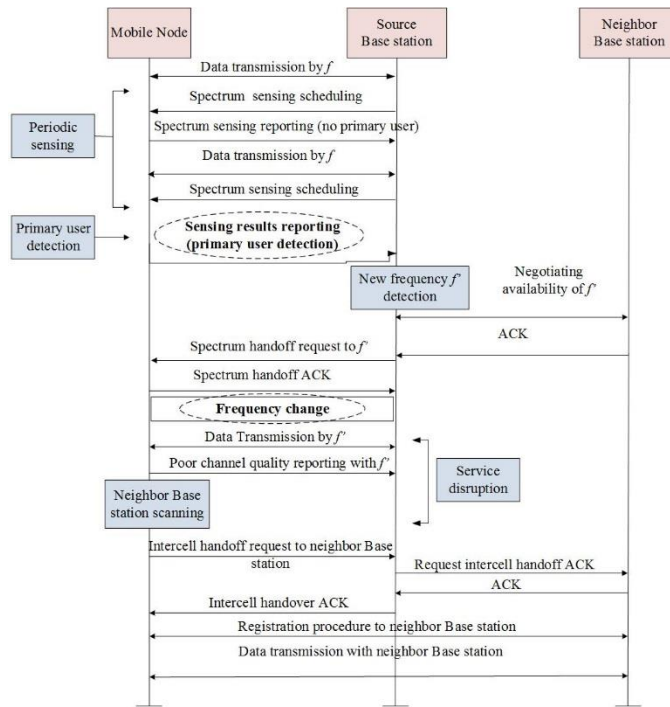 Mobile Node
Source
Base station
Neighbor
Base station
Data transmission by f
Spectrum sensing scheduling
Periodic
sensing
Spectrum sensing reporting (no primary user)
Data transmission by f
Spectrum sensing scheduling
Primary user
detection
Sensing results reporting
(primary user detection)
New frequency f'
detection
Negotiating
availability of f'
ACK
Spectrum handoff request to f'
Spectrum handoff ACK
Frequency change
Data Transmission by f'
Poor channel quality reporting with f'
Service
disruption
Neighbor Base
station scanning
Intercell handoff request to neighbor Base
station
Request intercell handoff ACK
ACK
Intercell handover ACK
Registration procedure to neighbor Base station
Data transmission with neighbor Base station